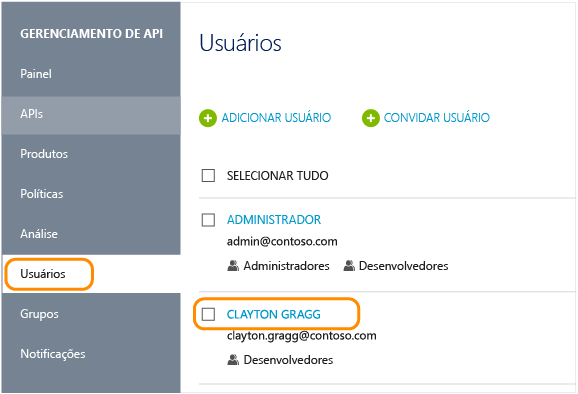 GERENCIAMENTO DE API
Painel
APIs
Produtos
Políticas
Análise
Usuários
Grupos
Notificações
Usuários
ADICIONAR USUÁRIO CONVIDAR USUÁRIO
SELECIONAR TUDO
ADMINISTRADOR
admin@contoso.com
Administradores Desenvolvedores
CLAYTON GRAGG
clayton.gragg@contoso.com
Desenvolvedores